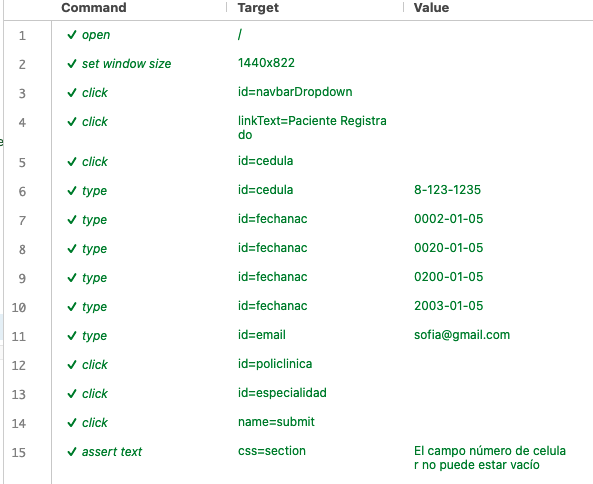 Command Target Value
1 ✓ open /
2 ✓ set window size 1440x822
3 ✓ click id=navbarDropdown
4 ✓ click linkText=Paciente Registra
do
5 ✓ click id=cedula
6 ✓ type id=cedula 8-123-1235
7 ✓ type id=fechanac 0002-01-05
8 ✓ type id=fechanac 0020-01-05
9 ✓ type id=fechanac 0200-01-05
10 ✓ type id=fechanac 2003-01-05
11 ✓ type id=email sofia@gmail.com
12 ✓ click id=policlinica
13 ✓ click id=especialidad
14 ✓ click name=submit
15 ✓ assert text css=section El campo número de celula
r no puede estar vacío